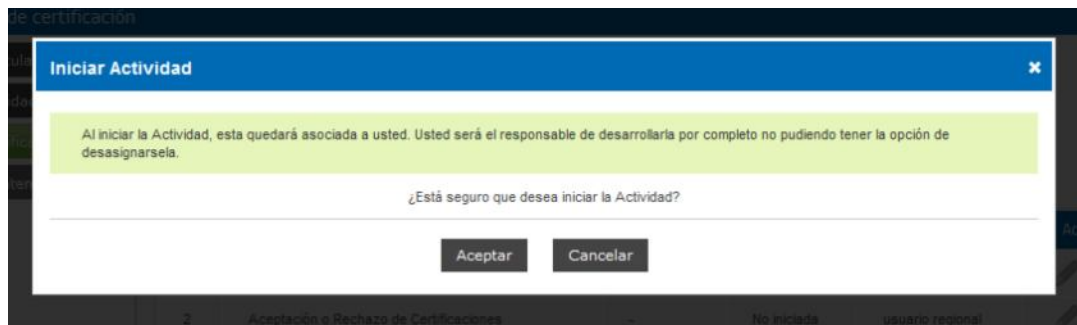 de certificación
Iniciar Actividad
Al iniciar la Actividad, esta quedará asociada a usted. Usted será el responsable de desarrollarla por completo no pudiendo tener la opción de
desasignarsela.
¿Está seguro que desea iniciar la Actividad?
Aceptar Cancelar
2 Aceptación o Rechazo de Certificaciones -- No iniciada usuario regional